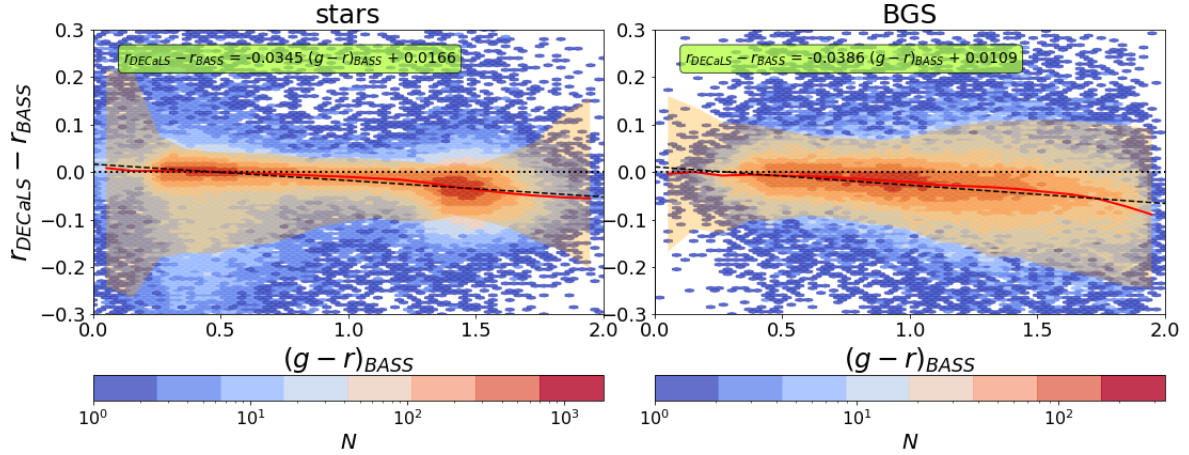 stars
BGS
r_DECaLS − r_BASS = -0.0345 (g − r)_BASS + 0.0166
r_DECaLS − r_BASS = -0.0386 (g − r)_BASS + 0.0109
r_DECaLS − r_BASS
0.3
0.2
0.1
0.0
−0.1
−0.2
−0.3
0.3
0.2
0.1
0.0
−0.1
−0.2
−0.3
0.0 0.5 1.0 1.5 2.0
0.0 0.5 1.0 1.5 2.0
(g − r)_BASS
(g − r)_BASS
10^0 10^1 10^2 10^3
10^0 10^1 10^2
N
N